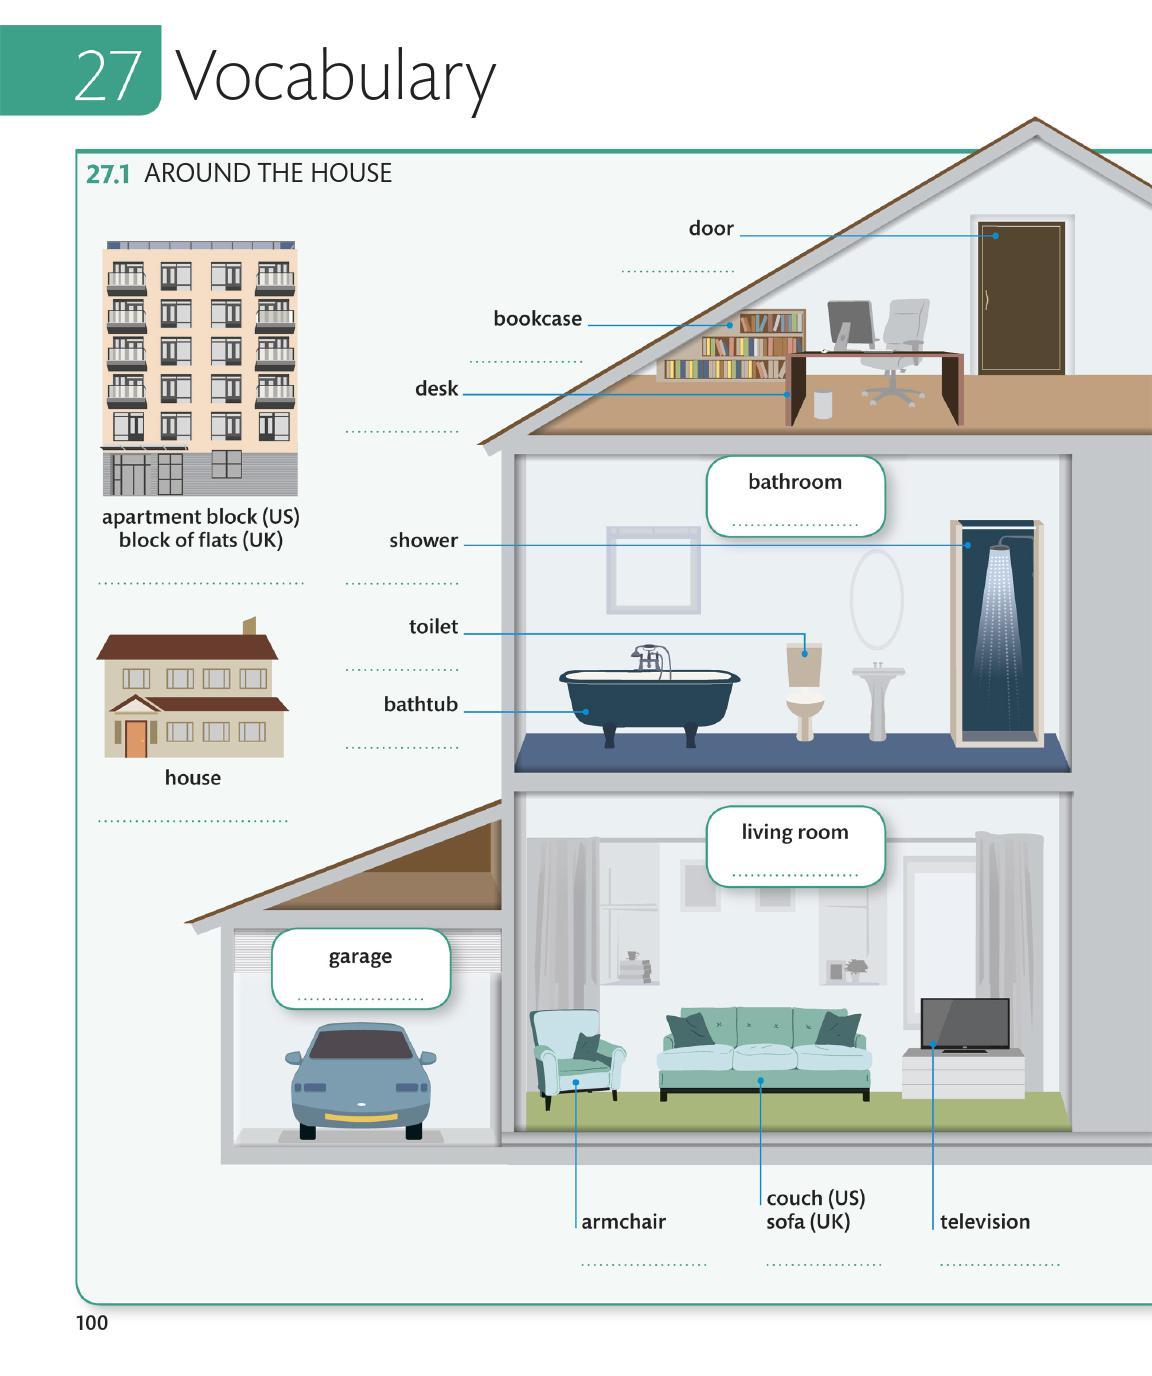 27 Vocabulary
27.1 AROUND THE HOUSE
door
bookcase
desk
apartment block (US)
block of flats (UK)
house
bathroom
shower
toilet
bathtub
living room
garage
armchair
couch (US)
sofa (UK)
television
100